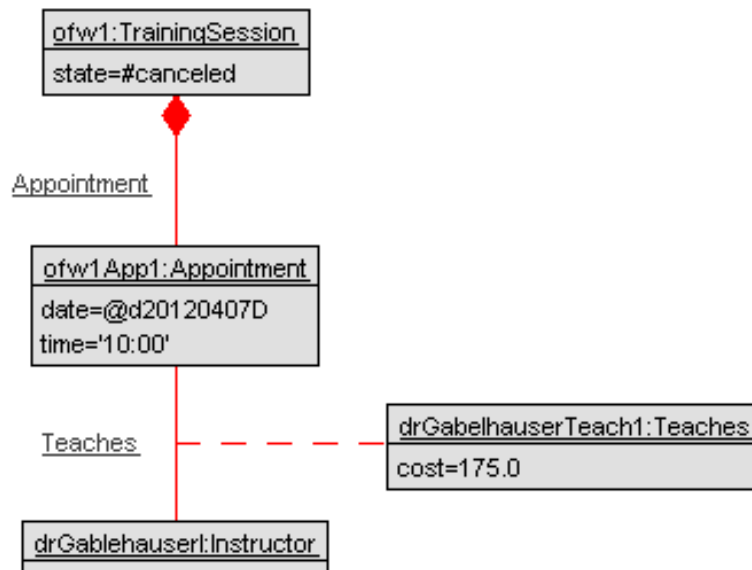 ofw1:TrainingSession
state=#canceled
Appointment
ofw1App1:Appointment
date=@d20120407D
time='10:00'
Teaches
drGabelhauserTeach1:Teaches
cost=175.0
drGablehauserI:Instructor